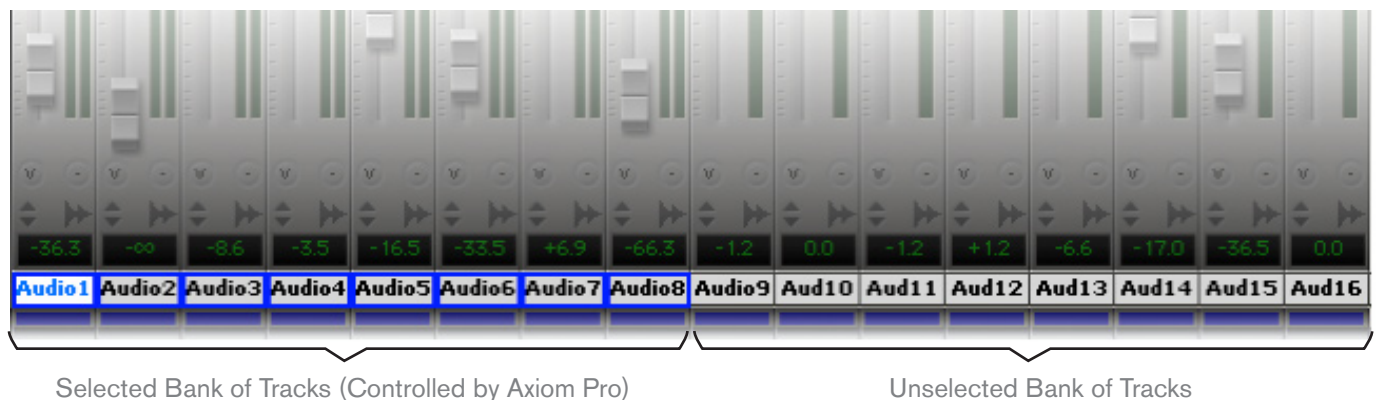 -36.3 -∞ -8.6 -3.5 -16.5 -33.5 +6.9 -66.3 -1.2 0.0 -1.2 +1.2 -6.6 -17.0 -36.5 0.0
Audio1 Audio2 Audio3 Audio4 Audio5 Audio6 Audio7 Audio8 Audio9 Aud10 Aud11 Aud12 Aud13 Aud14 Aud15 Aud16
Selected Bank of Tracks (Controlled by Axiom Pro) Unselected Bank of Tracks